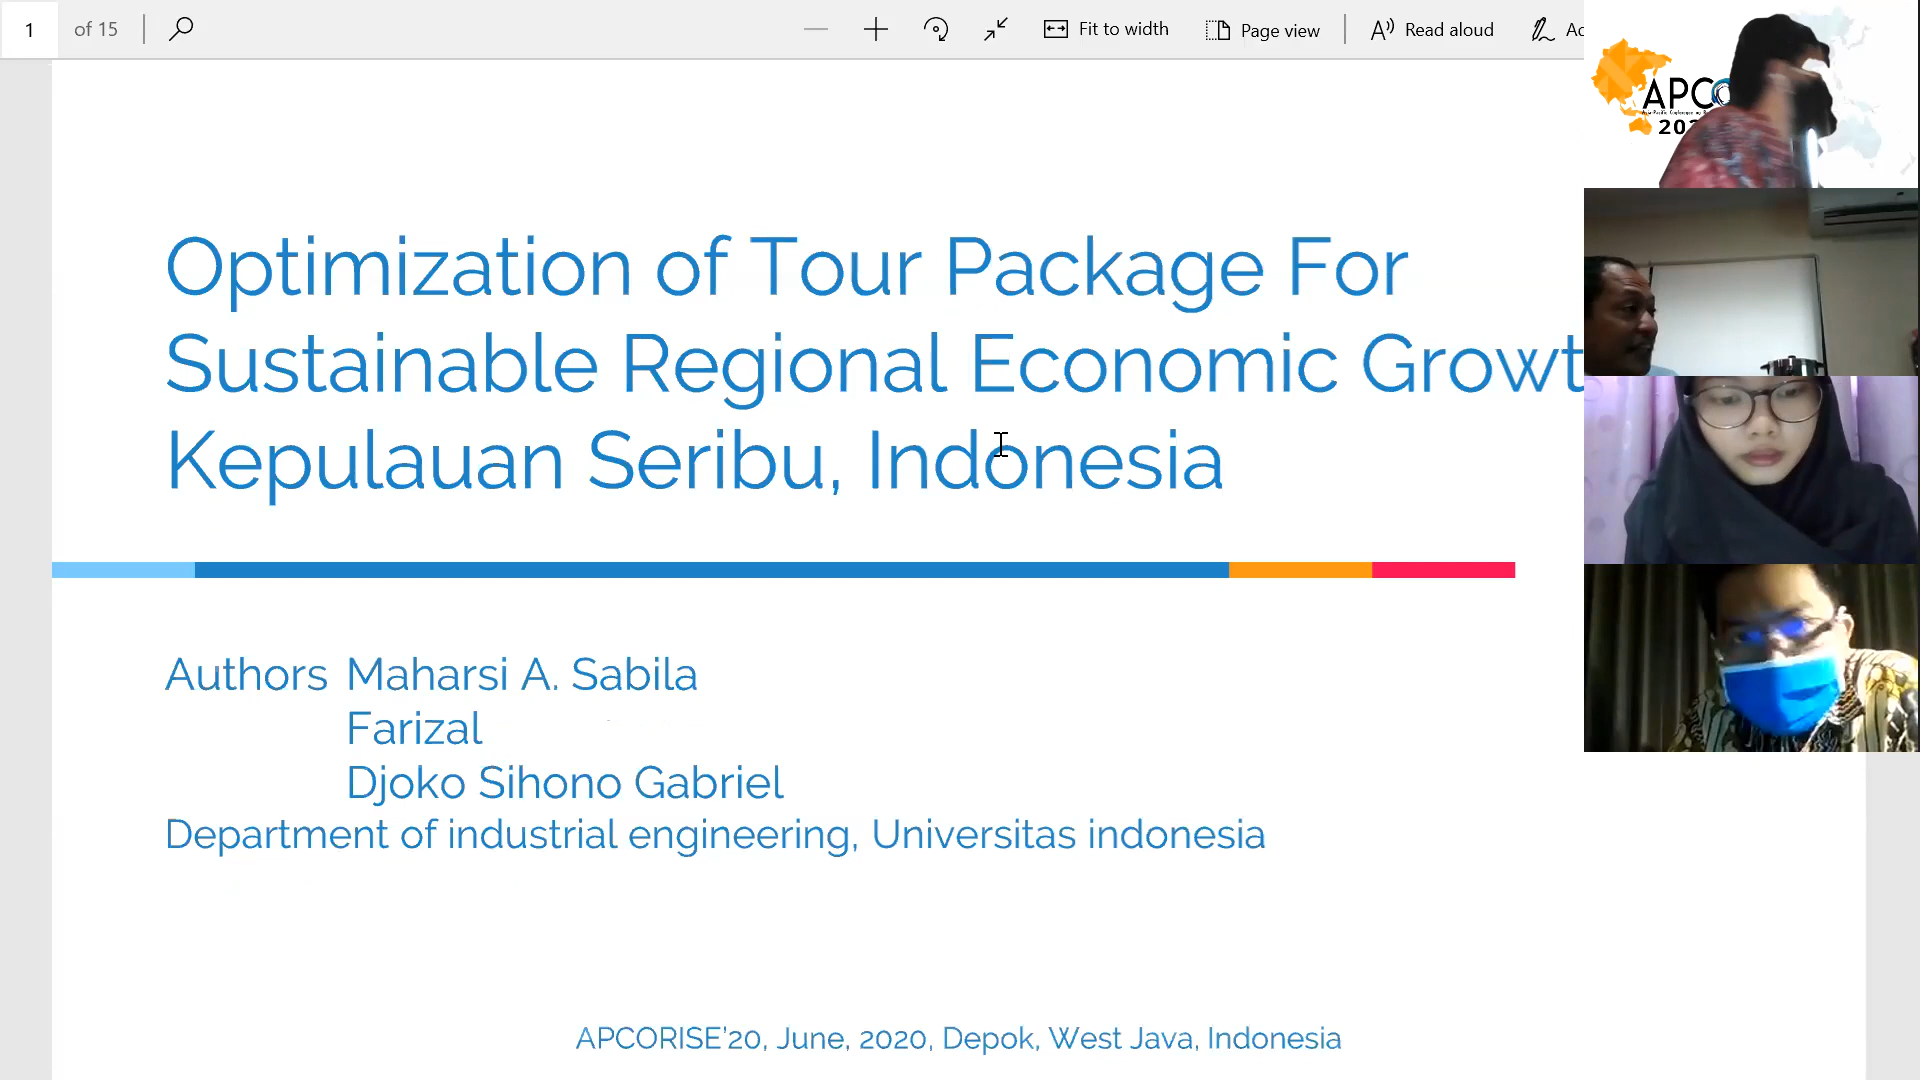 1 of 15 Fit to width Page view Read aloud
Optimization of Tour Package For
Sustainable Regional Economic Growt
Kepulauan Seribu, Indonesia
Authors Maharsi A. Sabila
Farizal
Djoko Sihono Gabriel
Department of industrial engineering, Universitas indonesia
APCORISE'20, June, 2020, Depok, West Java, Indonesia
APC
202